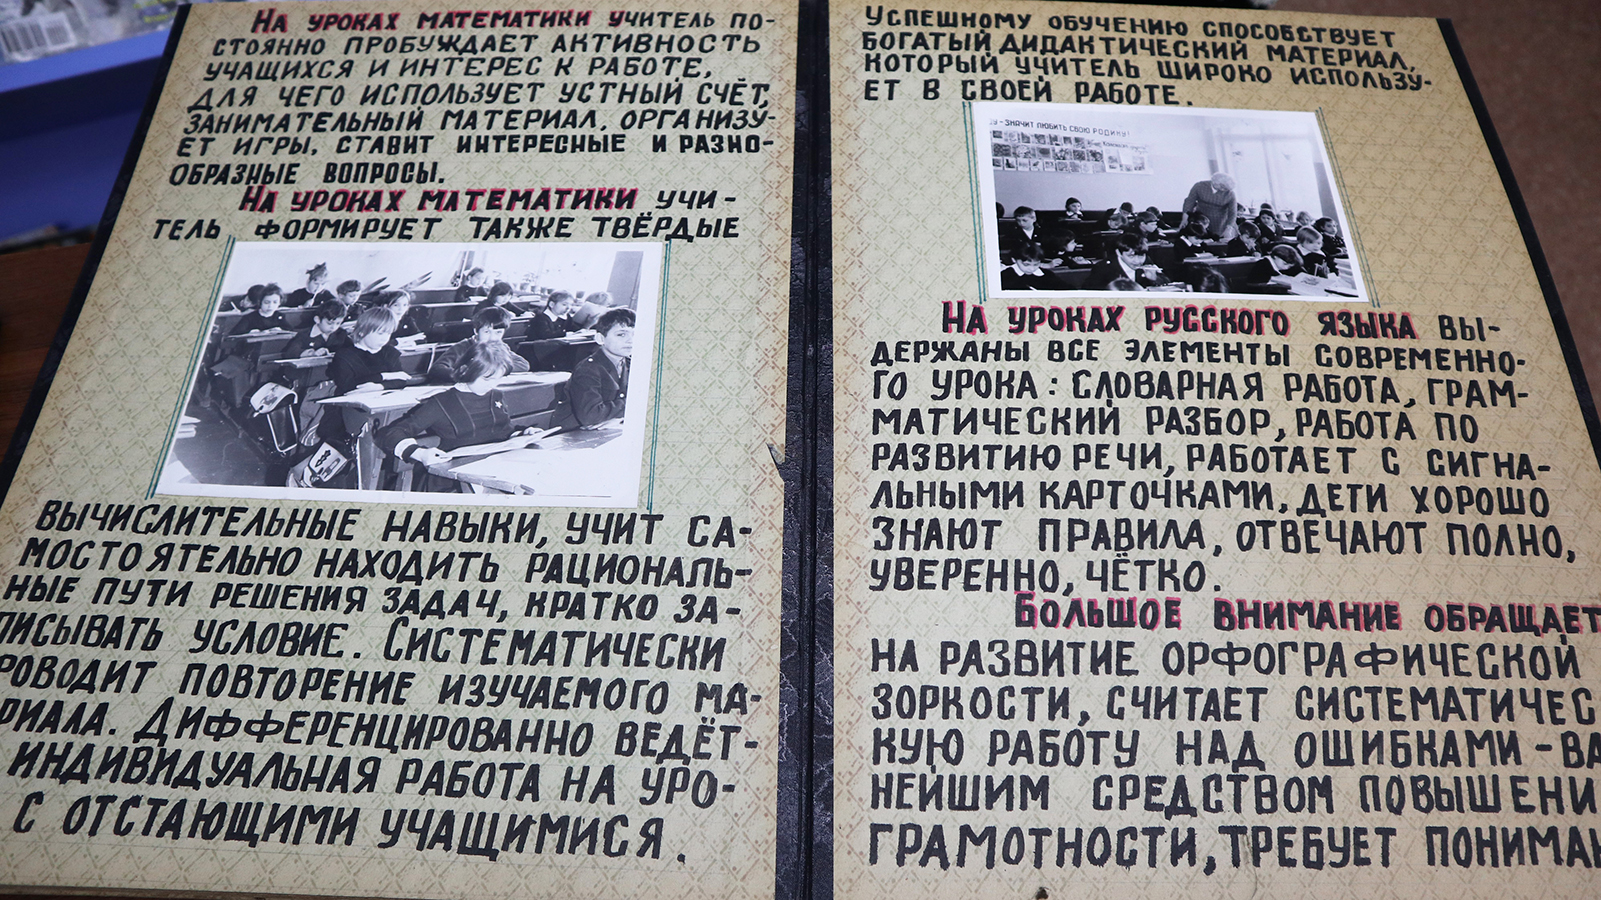 На уроках математики учитель по-
стоянно пробуждает активность
учащихся и интерес к работе,
для чего использует устный счёт,
занимательный материал, организу-
ет игры, ставит интересные и разно-
образные вопросы.
На уроках математики учи-
тель формирует также твёрдые
вычислительные навыки, учит са-
мостоятельно находить рациональ-
ные пути решения задач, кратко за-
писывать условие. Систематически
роводит повторение изучаемого ма-
риала. Дифференцированно ведёт-
индивидуальная работа на уро-
с отстающими учащимися.
Успешному обучению способствует
богатый дидактический материал,
который учитель широко использу-
ет в своей работе.
У - ЗНАЧИТ ЛЮБИТЬ СВОЮ РОДИНУ!
На уроках русского языка вы-
держаны все элементы современно-
го урока: словарная работа, грам-
матический разбор, работа по
развитию речи, работает с сигна-
льными карточками, дети хорошо
знают правила, отвечают полно,
уверенно, чётко.
Большое внимание обращает
на развитие орфографической
зоркости, считает систематичес
кую работу над ошибками - ва
нейшим средством повышени
грамотности, требует понима